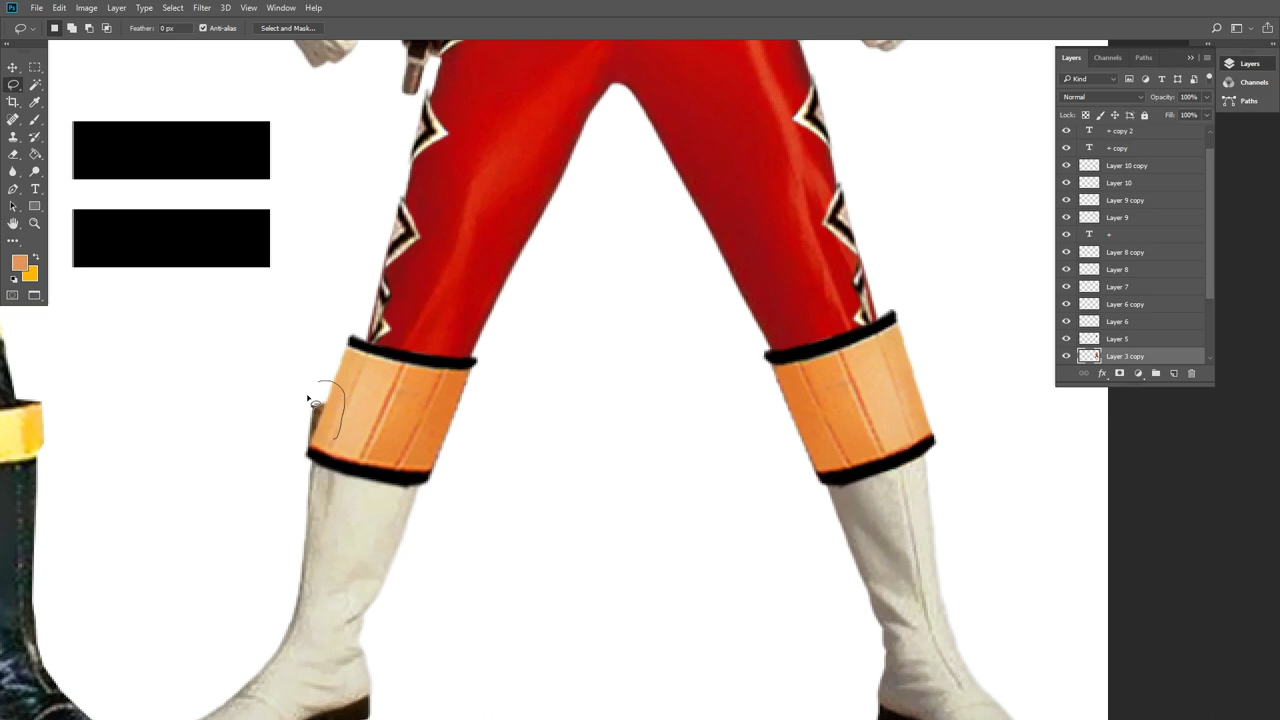 Ps File Edit Image Layer Type Select Filter 3D View Window Help
Feather: 0 px Anti-alias Select and Mask...
Layers Channels Paths
Kind
Normal Opacity: 100%
Lock: Fill: 100%
T + copy 2
T + copy
Layer 10 copy
Layer 10
Layer 9 copy
Layer 9
T +
Layer 8 copy
Layer 8
Layer 7
Layer 6 copy
Layer 6
Layer 5
Layer 3 copy
fx
Layers
Channels
Paths